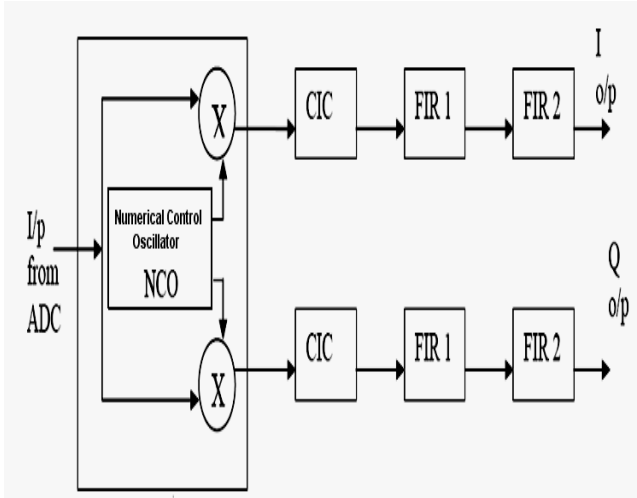 I
o/p
X
CIC
FIR 1
FIR 2
I/p
from
ADC
Numerical Control
Oscillator
NCO
Q
o/p
X
CIC
FIR 1
FIR 2